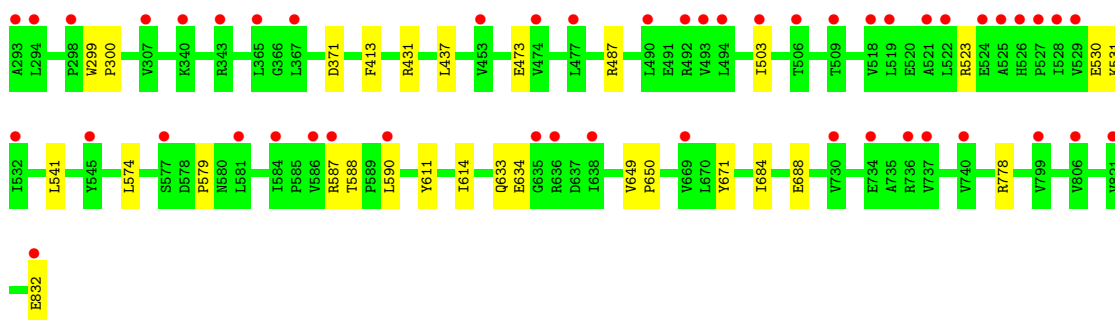 A293 L294 P298 W299 P300 V307 K340 R343 L365 G366 L367 D371 F413 R431 L437 V453 E473 V474 L477 R487 L490 E491 R492 V493 L494 I503 T506 T509 V518 L519 E520 A521 L522 R523 E524 A525 H526 P527 I528 V529 E530 K531
I532 L541 Y545 L574 S577 D578 P579 N580 L581 I584 P585 V586 R587 T588 P589 L590 Y611 I614 Q633 E634 G635 R636 D637 I638 V649 P650 V669 L670 Y671 I684 E688 V730 E734 A735 R736 V737 V740 R778 V799 V806
E832